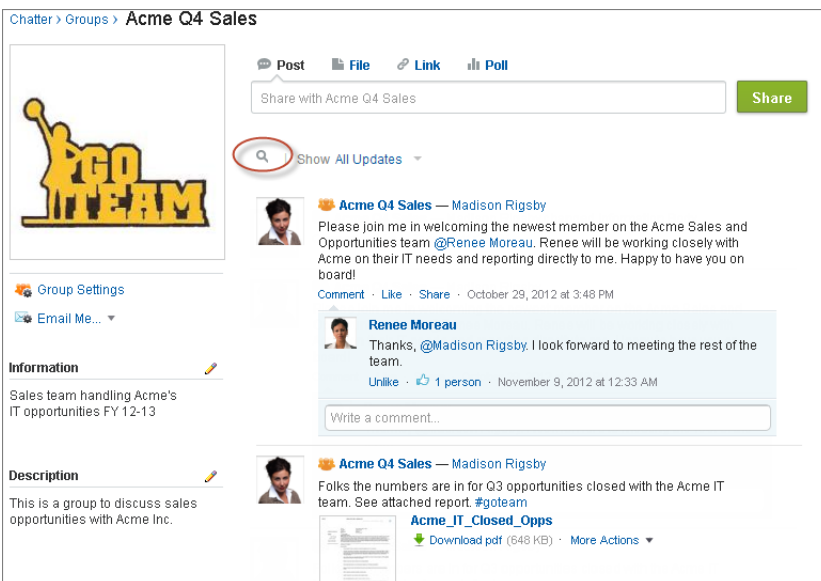 Chatter › Groups › Acme Q4 Sales
GO
TEAM
Group Settings
Email Me...
Information
Sales team handling Acme's
IT opportunities FY 12-13
Description
This is a group to discuss sales
opportunities with Acme Inc.
Post File Link Poll
Share with Acme Q4 Sales
Share
Show All Updates
Acme Q4 Sales — Madison Rigsby
Please join me in welcoming the newest member on the Acme Sales and
Opportunities team @Renee Moreau. Renee will be working closely with
Acme on their IT needs and reporting directly to me. Happy to have you on
board!
Comment · Like · Share · October 29, 2012 at 3:48 PM
Renee Moreau
Thanks, @Madison Rigsby. I look forward to meeting the rest of the
team.
Unlike · 1 person · November 9, 2012 at 12:33 AM
Write a comment...
Acme Q4 Sales — Madison Rigsby
Folks the numbers are in for Q3 opportunities closed with the Acme IT
team. See attached report. #goteam
Acme_IT_Closed_Opps
Download pdf (648 KB) · More Actions